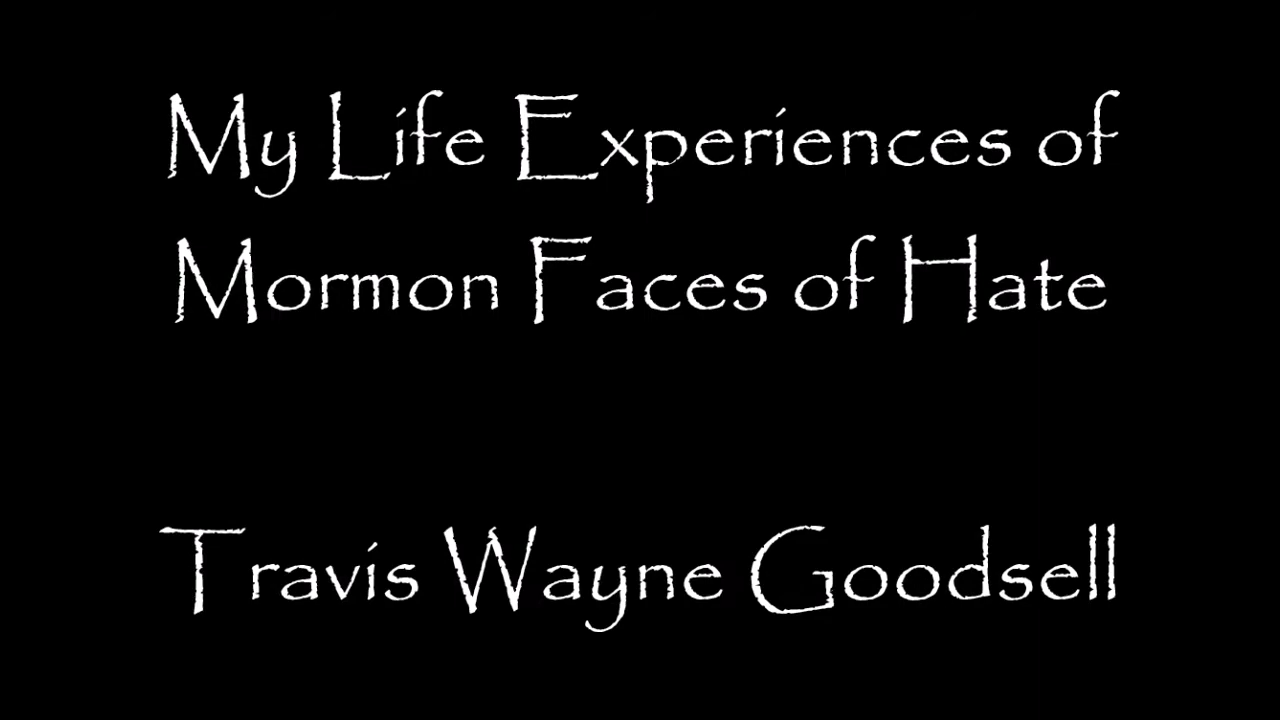 My Life Experiences of
Mormon Faces of Hate
Travis Wayne Goodsell